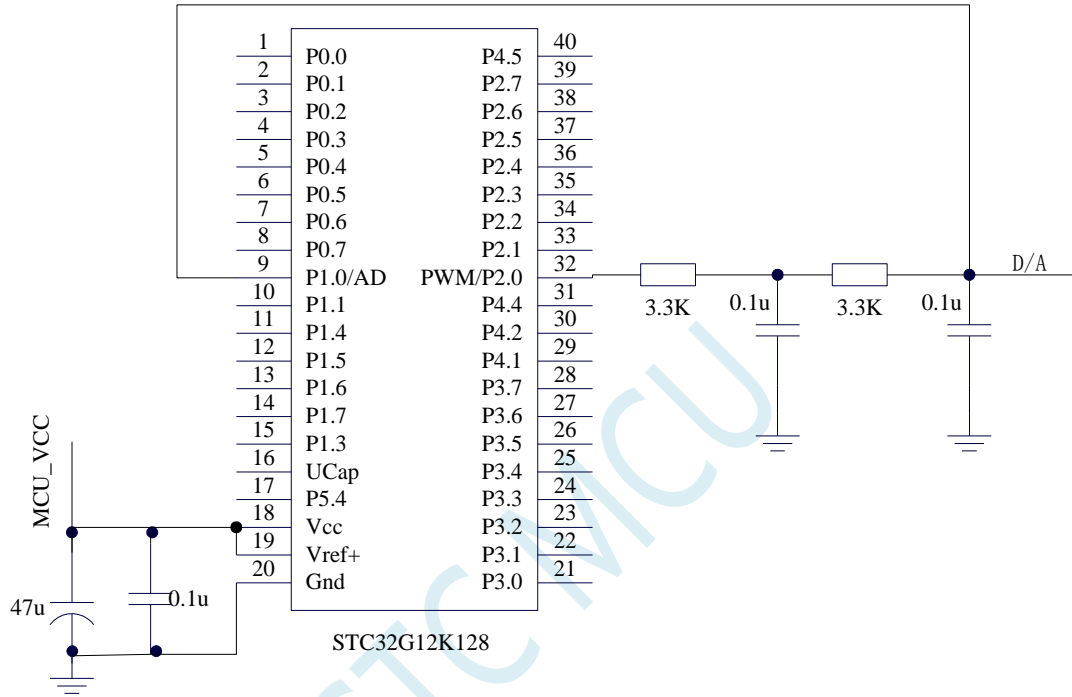 1 P0.0 P4.5 40
2 P0.1 P2.7 39
3 P0.2 P2.6 38
4 P0.3 P2.5 37
5 P0.4 P2.4 36
6 P0.5 P2.3 35
7 P0.6 P2.2 34
8 P0.7 P2.1 33
9 P1.0/AD PWM/P2.0 32
10 P1.1 P4.4 31
11 P1.4 P4.2 30
12 P1.5 P4.1 29
13 P1.6 P3.7 28
14 P1.7 P3.6 27
15 P1.3 P3.5 26
16 UCap P3.4 25
17 P5.4 P3.3 24
18 Vcc P3.2 23
19 Vref+ P3.1 22
20 Gnd P3.0 21
STC32G12K128
3.3K
0.1u
3.3K
0.1u
D/A
MCU_VCC
47u
0.1u
STC MCU